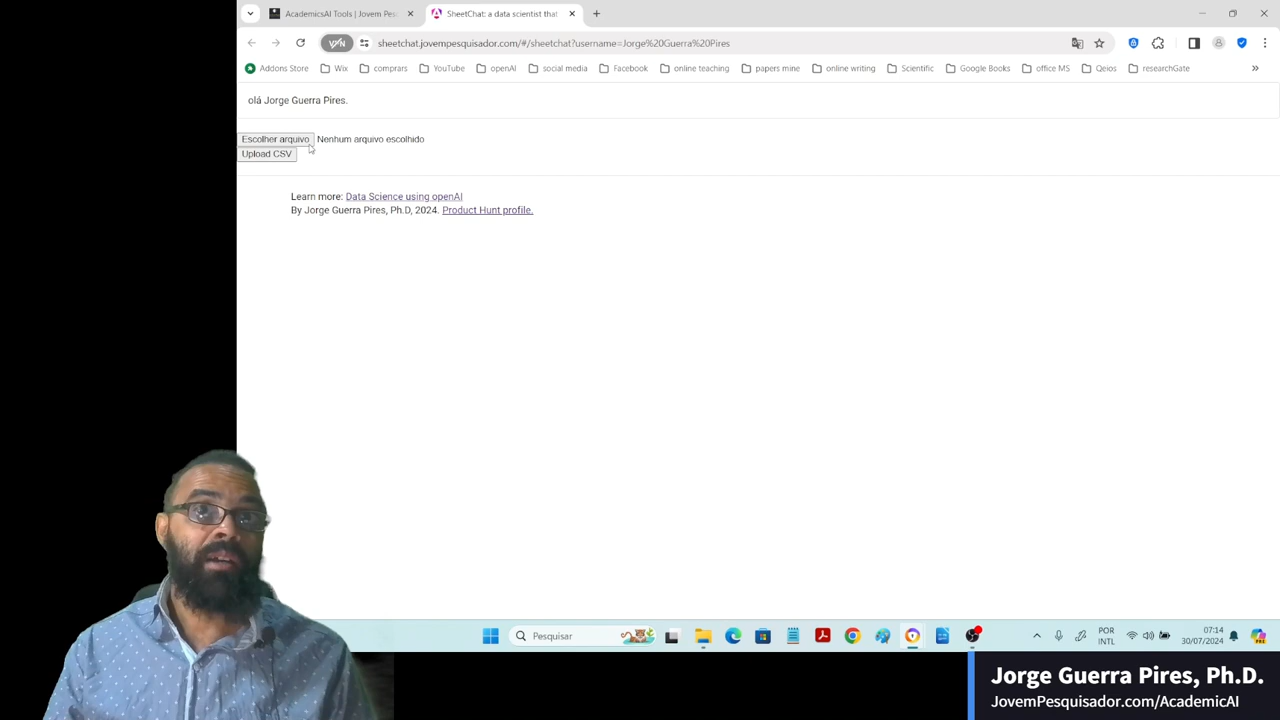 AcademicsAI Tools | Jovem Pes
SheetChat: a data scientist that
VPN
sheetchat.jovempesquisador.com/#/sheetchat?username=Jorge%20Guerra%20Pires
Addons Store
Wix
comprars
YouTube
openAI
social media
Facebook
online teaching
papers mine
online writing
Scientific
Google Books
office MS
Qeios
researchGate
olá Jorge Guerra Pires.
Escolher arquivo Nenhum arquivo escolhido
Upload CSV
Learn more: Data Science using openAI
By Jorge Guerra Pires, Ph.D, 2024. Product Hunt profile.
Pesquisar
POR
INTL
07:14
30/07/2024
Jorge Guerra Pires, Ph.D.
JovemPesquisador.com/AcademicAI